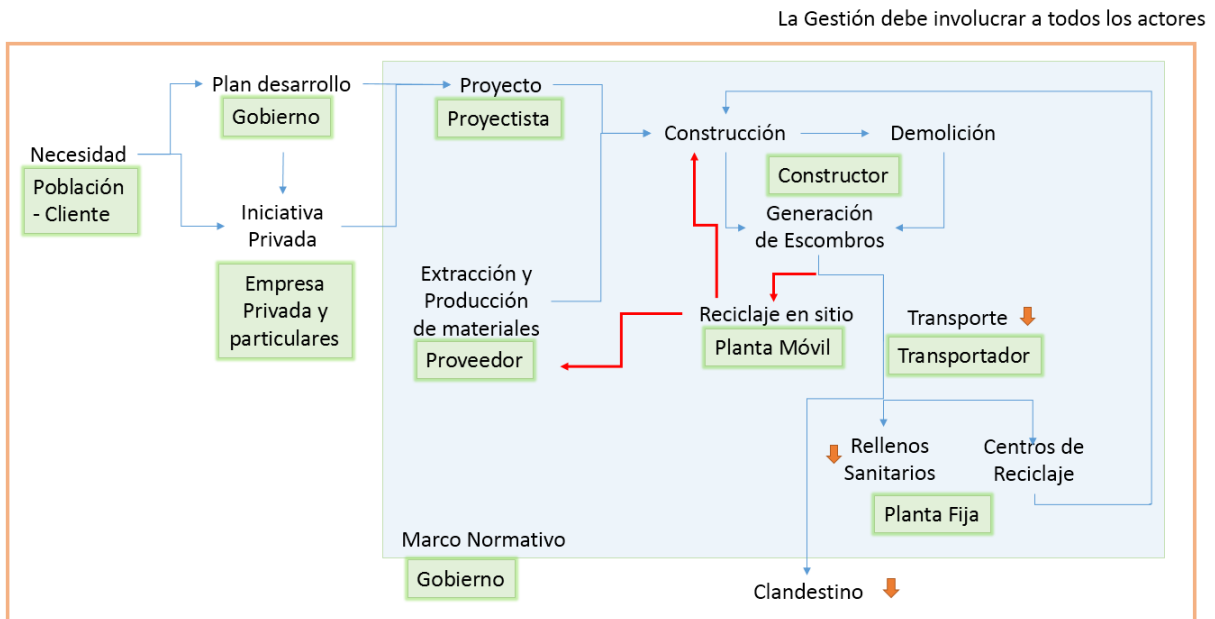 La Gestión debe involucrar a todos los actores
Plan desarrollo
Gobierno
Proyecto
Proyectista
Necesidad
Población
- Cliente
Iniciativa
Privada
Empresa
Privada y
particulares
Construcción
Demolición
Constructor
Generación
de Escombros
Extracción y
Producción
de materiales
Proveedor
Reciclaje en sitio
Planta Móvil
Transporte
Transportador
Rellenos
Sanitarios
Centros de
Reciclaje
Planta Fija
Marco Normativo
Gobierno
Clandestino